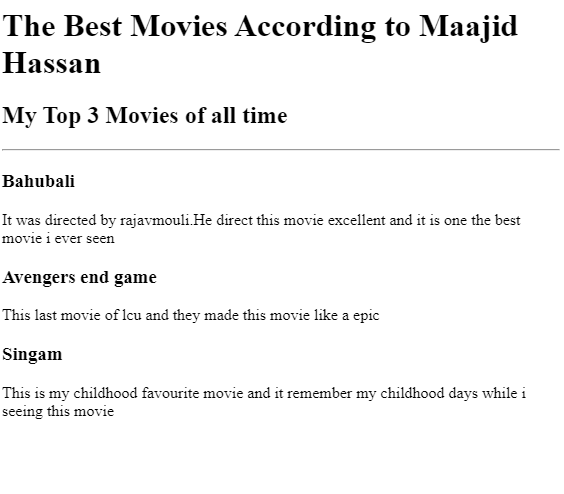 The Best Movies According to Maajid
Hassan
My Top 3 Movies of all time
Bahubali
It was directed by rajavmouli.He direct this movie excellent and it is one the best
movie i ever seen
Avengers end game
This last movie of lcu and they made this movie like a epic
Singam
This is my childhood favourite movie and it remember my childhood days while i
seeing this movie